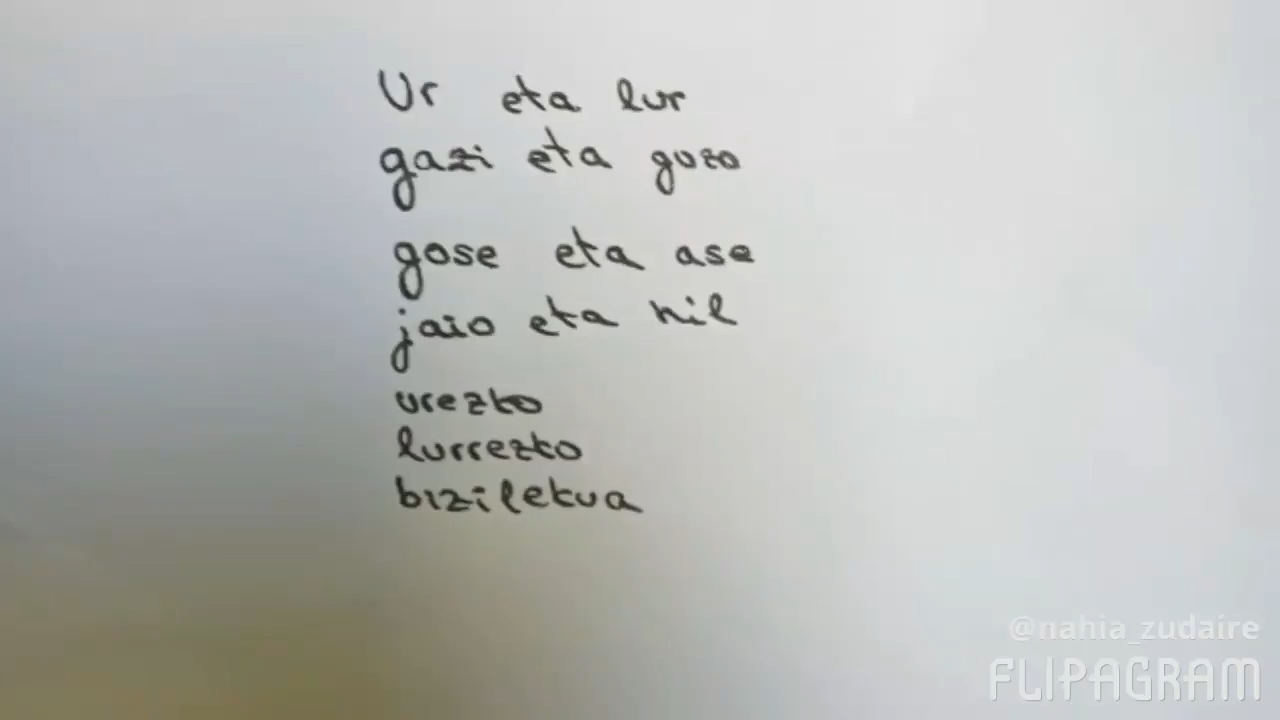 Ur eta lur
gazi eta gozo
gose eta ase
jaio eta hil
urezko
lurrezko
bizilekua
@nahia_zudaire
FLIPAGRAM